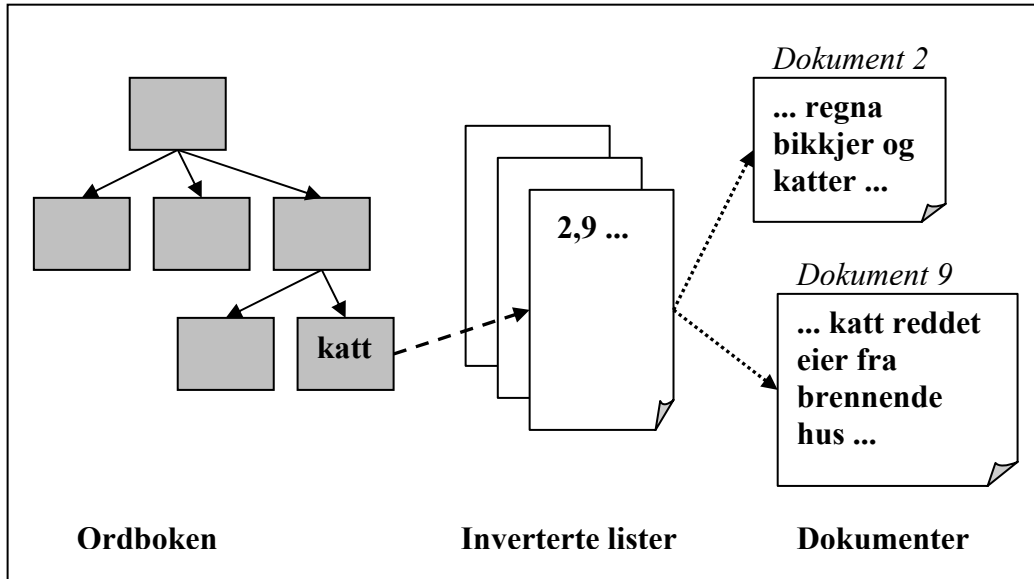 Dokument 2
... regna
bikkjer og
katter ...
2,9 ...
Dokument 9
katt
... katt reddet
eier fra
brennende
hus ...
Ordboken
Inverterte lister
Dokumenter